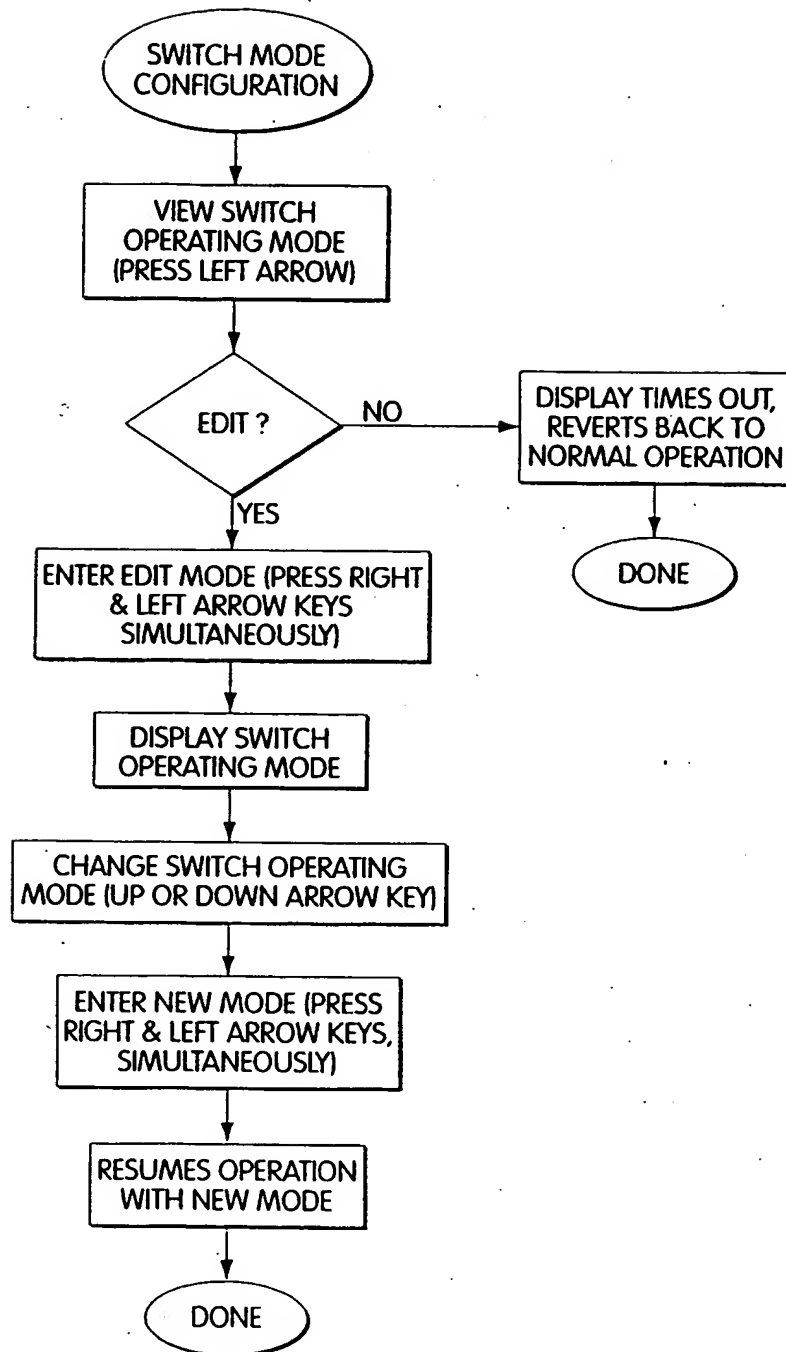 SWITCH MODE
CONFIGURATION
VIEW SWITCH
OPERATING MODE
(PRESS LEFT ARROW)
EDIT ?
NO
DISPLAY TIMES OUT,
REVERTS BACK TO
NORMAL OPERATION
DONE
YES
ENTER EDIT MODE (PRESS RIGHT
& LEFT ARROW KEYS
SIMULTANEOUSLY)
DISPLAY SWITCH
OPERATING MODE
CHANGE SWITCH OPERATING
MODE (UP OR DOWN ARROW KEY)
ENTER NEW MODE (PRESS
RIGHT & LEFT ARROW KEYS,
SIMULTANEOUSLY)
RESUMES OPERATION
WITH NEW MODE
DONE